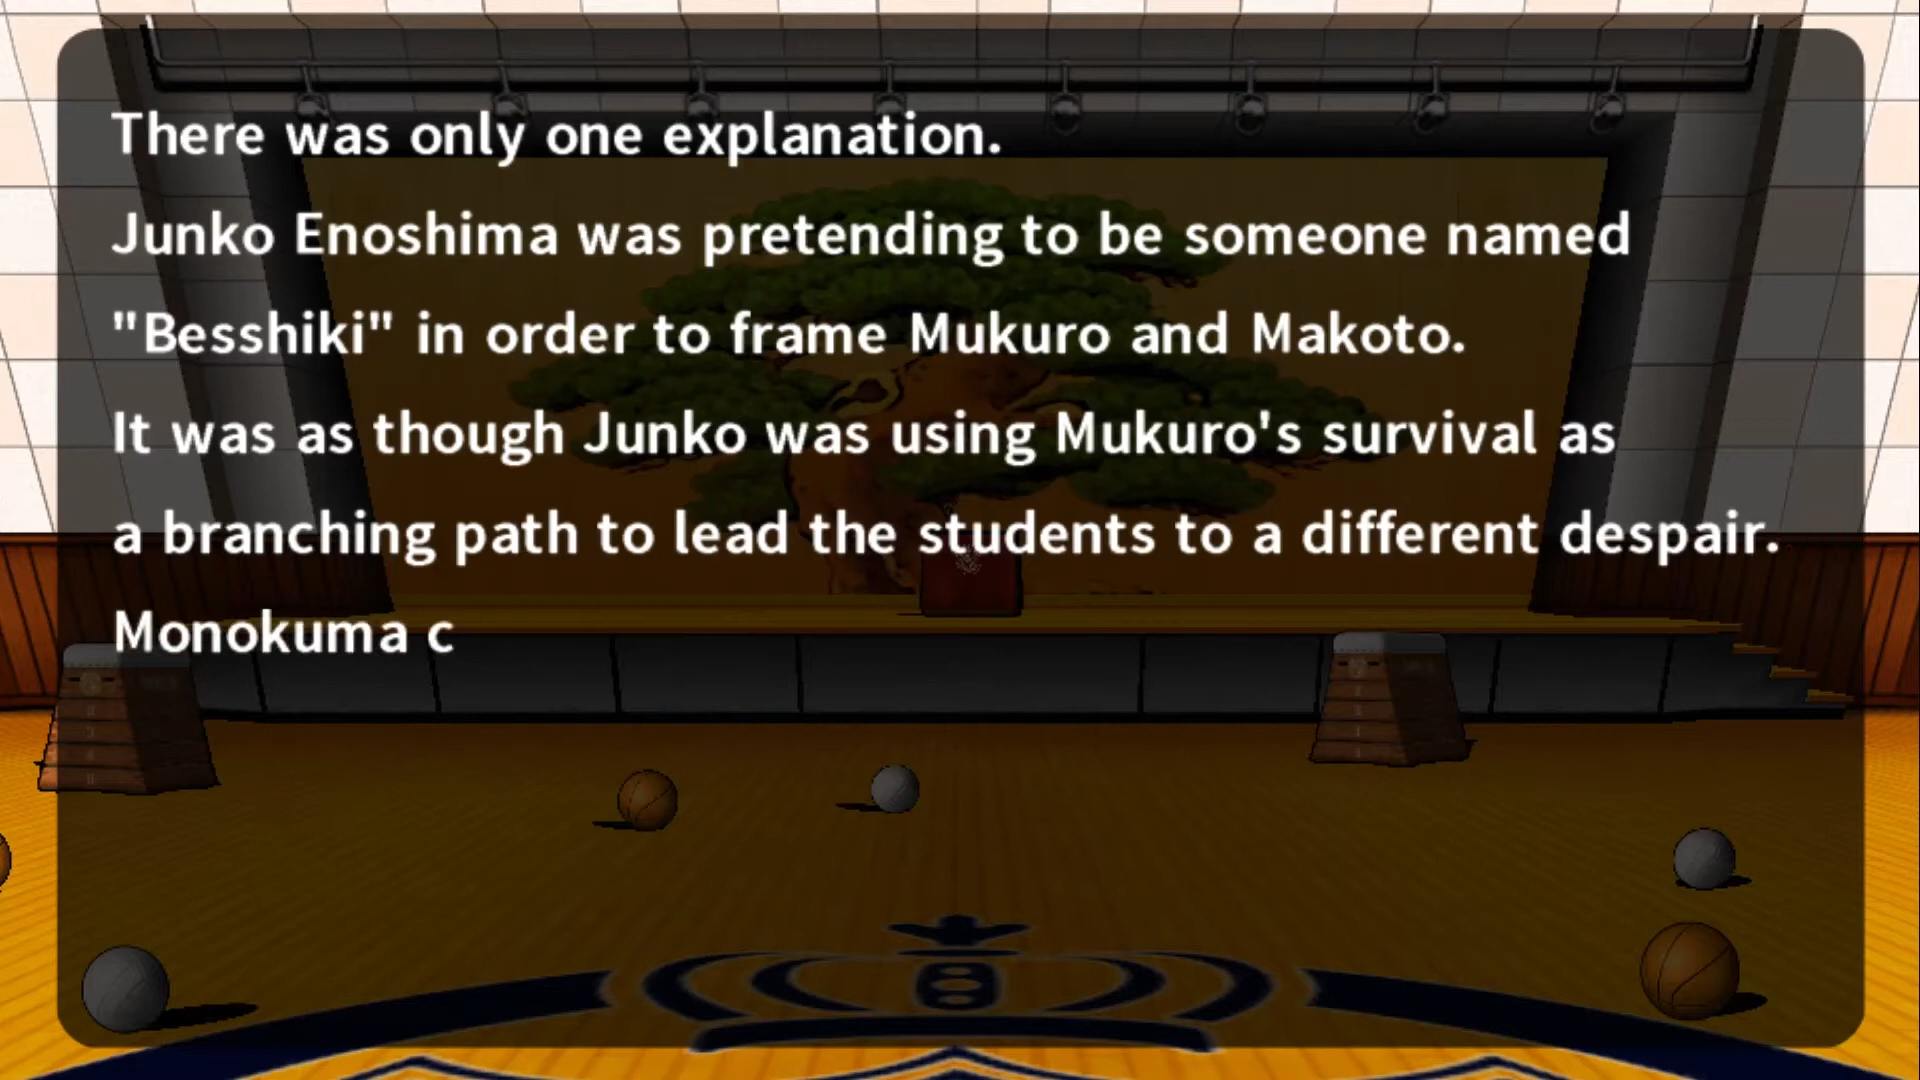 There was only one explanation.
Junko Enoshima was pretending to be someone named
"Besshiki" in order to frame Mukuro and Makoto.
It was as though Junko was using Mukuro's survival as
a branching path to lead the students to a different despair.
Monokuma c